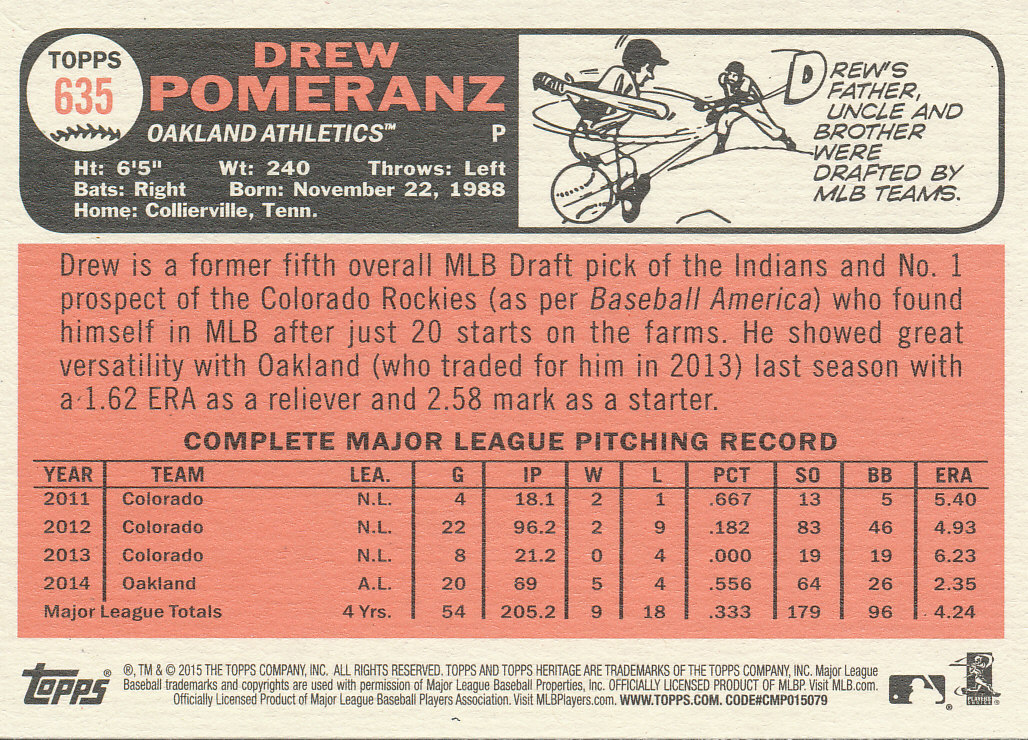 TOPPS
635
DREW
POMERANZ
OAKLAND ATHLETICS™ P
Ht: 6'5" Wt: 240 Throws: Left
Bats: Right Born: November 22, 1988
Home: Collierville, Tenn.
DREW'S
FATHER,
UNCLE AND
BROTHER
WERE
DRAFTED BY
MLB TEAMS.
Drew is a former fifth overall MLB Draft pick of the Indians and No. 1
prospect of the Colorado Rockies (as per Baseball America) who found
himself in MLB after just 20 starts on the farms. He showed great
versatility with Oakland (who traded for him in 2013) last season with
a 1.62 ERA as a reliever and 2.58 mark as a starter.
COMPLETE MAJOR LEAGUE PITCHING RECORD
YEAR TEAM LEA. G IP W L PCT SO BB ERA
2011 Colorado N.L. 4 18.1 2 1 .667 13 5 5.40
2012 Colorado N.L. 22 96.2 2 9 .182 83 46 4.93
2013 Colorado N.L. 8 21.2 0 4 .000 19 19 6.23
2014 Oakland A.L. 20 69 5 4 .556 64 26 2.35
Major League Totals 4 Yrs. 54 205.2 9 18 .333 179 96 4.24
TOPPS®
®, TM & © 2015 THE TOPPS COMPANY, INC. ALL RIGHTS RESERVED. TOPPS AND TOPPS HERITAGE ARE TRADEMARKS OF THE TOPPS COMPANY, INC. Major League
Baseball trademarks and copyrights are used with permission of Major League Baseball Properties, Inc. OFFICIALLY LICENSED PRODUCT OF MLBP. Visit MLB.com.
Officially Licensed Product of Major League Baseball Players Association. Visit MLBPlayers.com. WWW.TOPPS.COM. CODE#CMP015079
PLAYERS
CHOICE